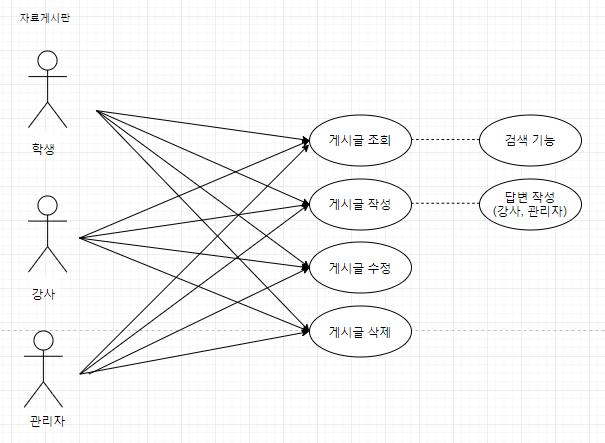 자료게시판
학생
게시글 조회
검색 기능
게시글 작성
답변 작성
(강사, 관리자)
강사
게시글 수정
게시글 삭제
관리자